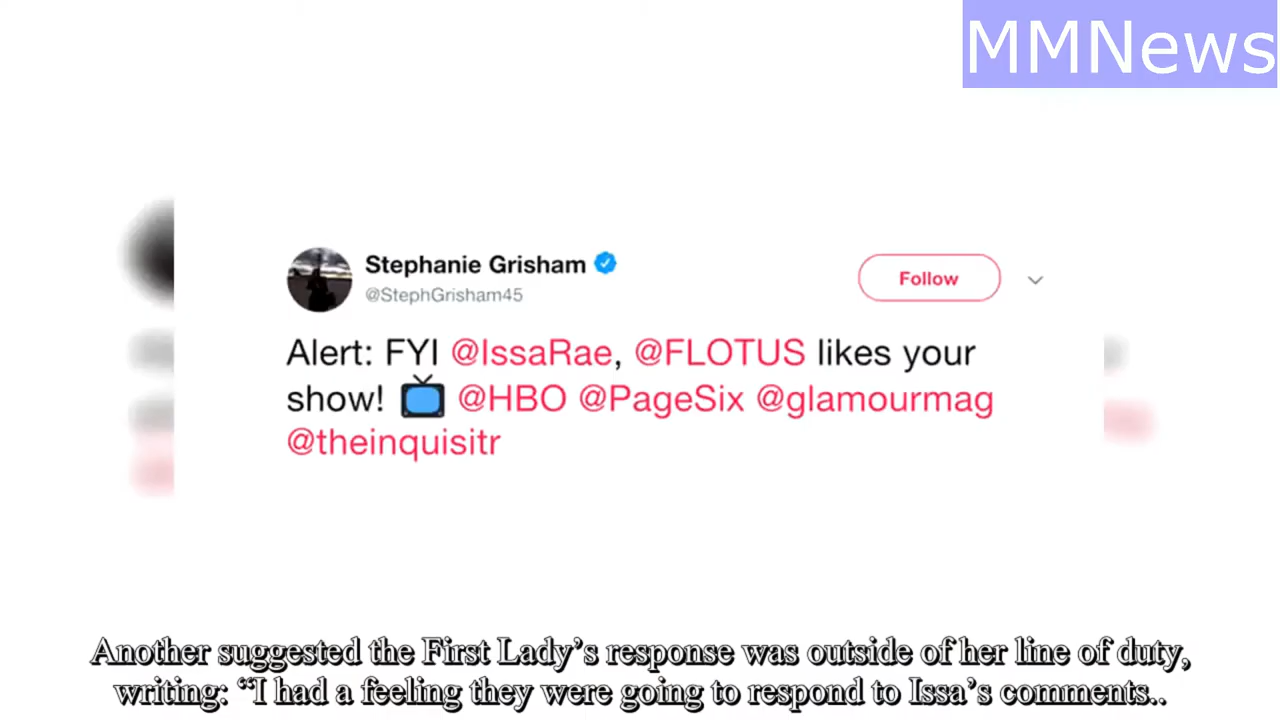 MMNews
Stephanie Grisham
@StephGrisham45
Follow
Alert: FYI @IssaRae, @FLOTUS likes your
show! 📺 @HBO @PageSix @glamourmag
@theinquisitr
Another suggested the First Lady’s response was outside of her line of duty,
writing: “I had a feeling they were going to respond to Issa’s comments..